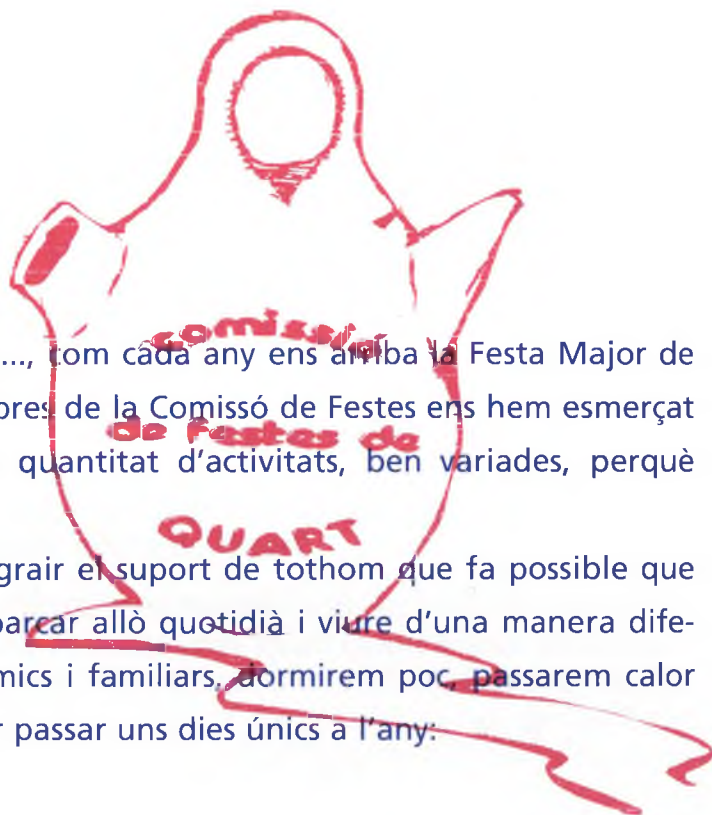 comissió
..., com cada any ens arriba la Festa Major de
bres de la Comissó de Festes ens hem esmerçat
de festes de
quantitat d'activitats, ben variades, perquè
QUART
grair el suport de tothom que fa possible que
parcar allò quotidià i viure d'una manera dife-
mics i familiars, dormirem poc, passarem calor
r passar uns dies únics a l'any: